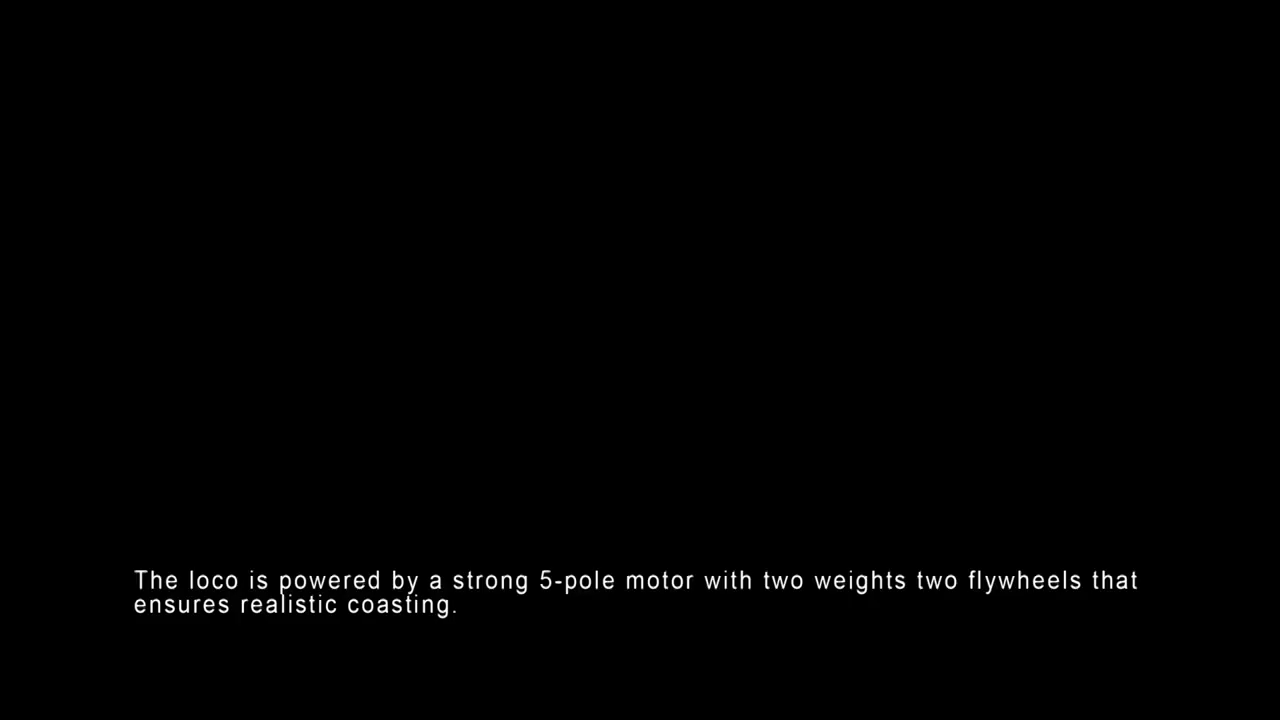 The loco is powered by a strong 5-pole motor with two weights two flywheels that
ensures realistic coasting.